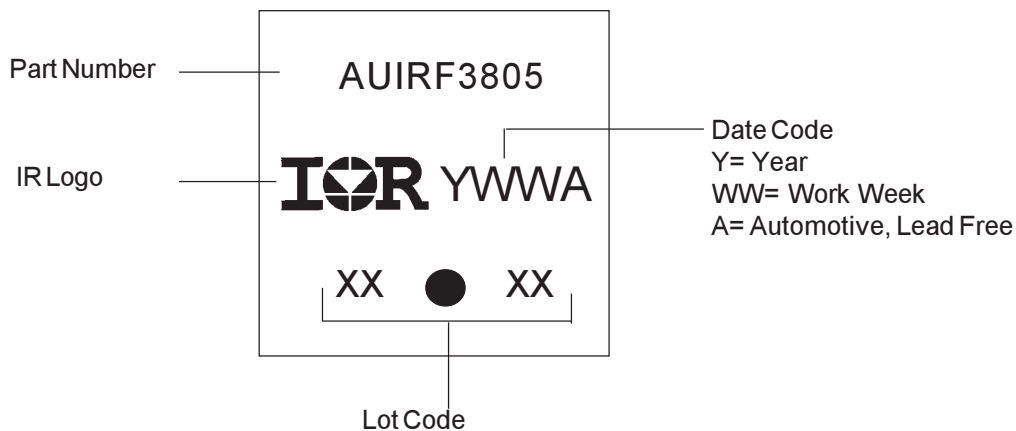 Part Number
AUIRF3805
Date Code
Y= Year
WW= Work Week
A= Automotive, Lead Free
IR Logo
IOR YWWA
XX XX
Lot Code